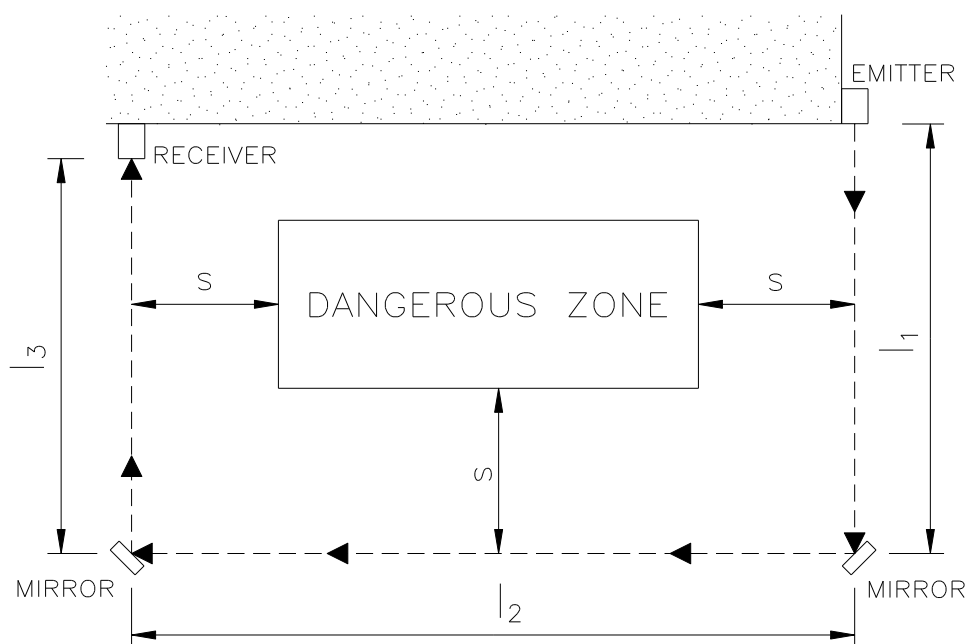 EMITTER
RECEIVER
S
S
DANGEROUS ZONE
l3
l1
S
MIRROR
MIRROR
l2